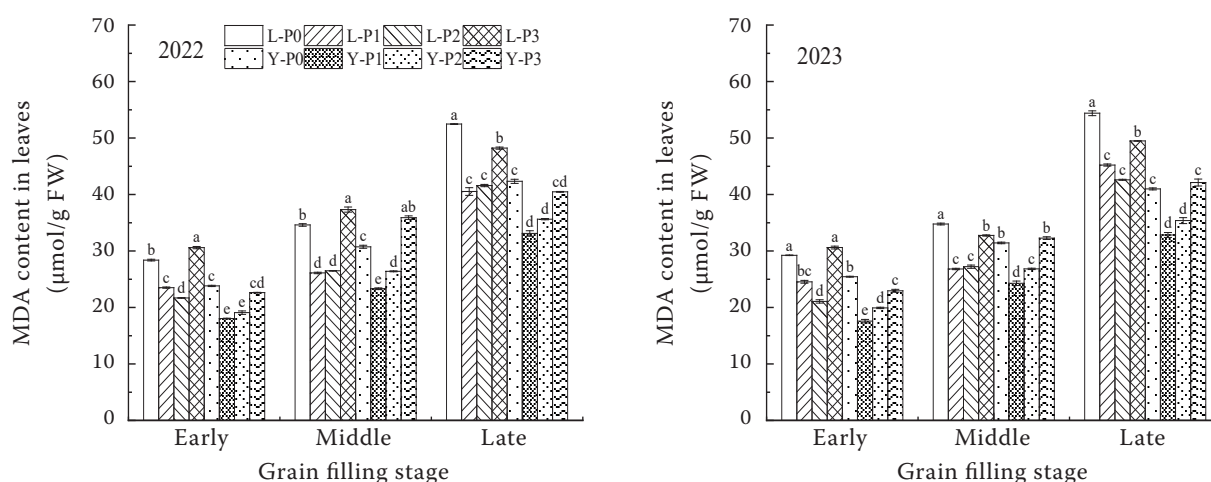 MDA content in leaves
(μmol/g FW)
70
60
50
40
30
20
10
0
2022
L-P0 L-P1 L-P2 L-P3
Y-P0 Y-P1 Y-P2 Y-P3
b c d a c e e cd
b d d a c e d ab
a c c b c d d cd
Early Middle Late
Grain filling stage
MDA content in leaves
(μmol/g FW)
70
60
50
40
30
20
10
0
2023
a bc d a b e d c
a c c b b d c b
a c c b c d d c
Early Middle Late
Grain filling stage